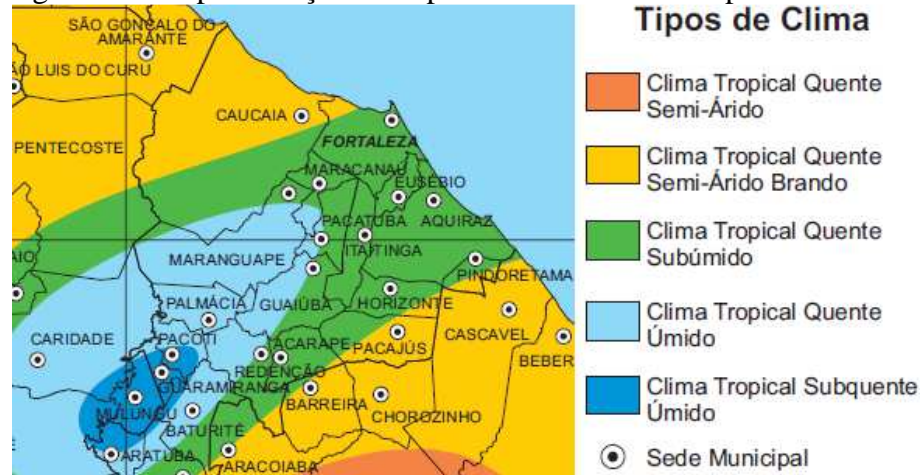 Tipos de Clima
Clima Tropical Quente
Semi-Árido
Clima Tropical Quente
Semi-Árido Brando
Clima Tropical Quente
Subúmido
Clima Tropical Quente
Úmido
Clima Tropical Subquente
Úmido
Sede Municipal
SÃO GONÇALO DO
AMARANTE
LUIS DO CURU
CAUCAIA
FORTALEZA
PENTECOSTE
MARACANAÚ
EUSÉBIO
PACATUBA
AQUIRAZ
ITAITINGA
MARANGUAPE
PINDORETAMA
PALMÁCIA
GUAIÚBA
HORIZONTE
CASCAVEL
CARIDADE
PACOTI
ACARAPE
PACAJÚS
BEBER
REDENÇÃO
GUARAMIRANGA
BARREIRA
MULUNGU
CHOROZINHO
BATURITÉ
ARATUBA
ARACOIABA